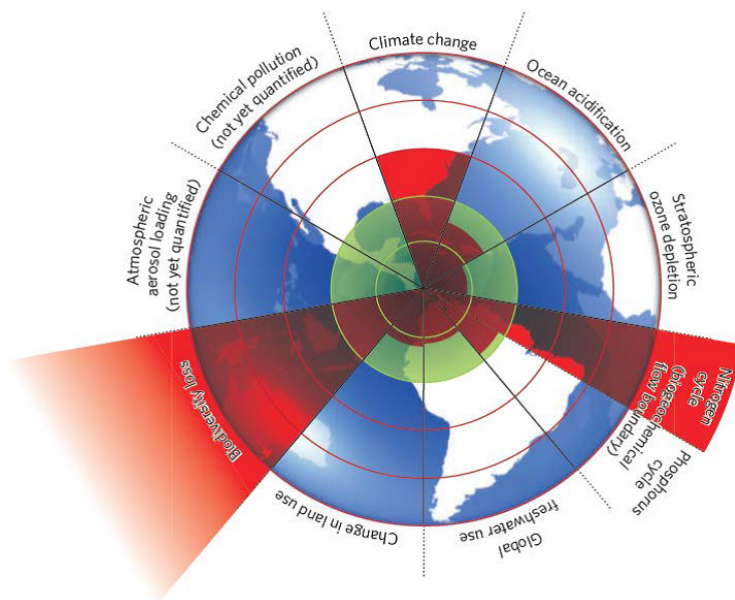 Climate change
Ocean acidification
Stratospheric
ozone depletion
Nitrogen
cycle
(biogeochemical
flow boundary)
Phosphorus
cycle
Global
freshwater use
Change in land use
Biodiversity loss
Atmospheric
aerosol loading
(not yet quantified)
Chemical pollution
(not yet quantified)